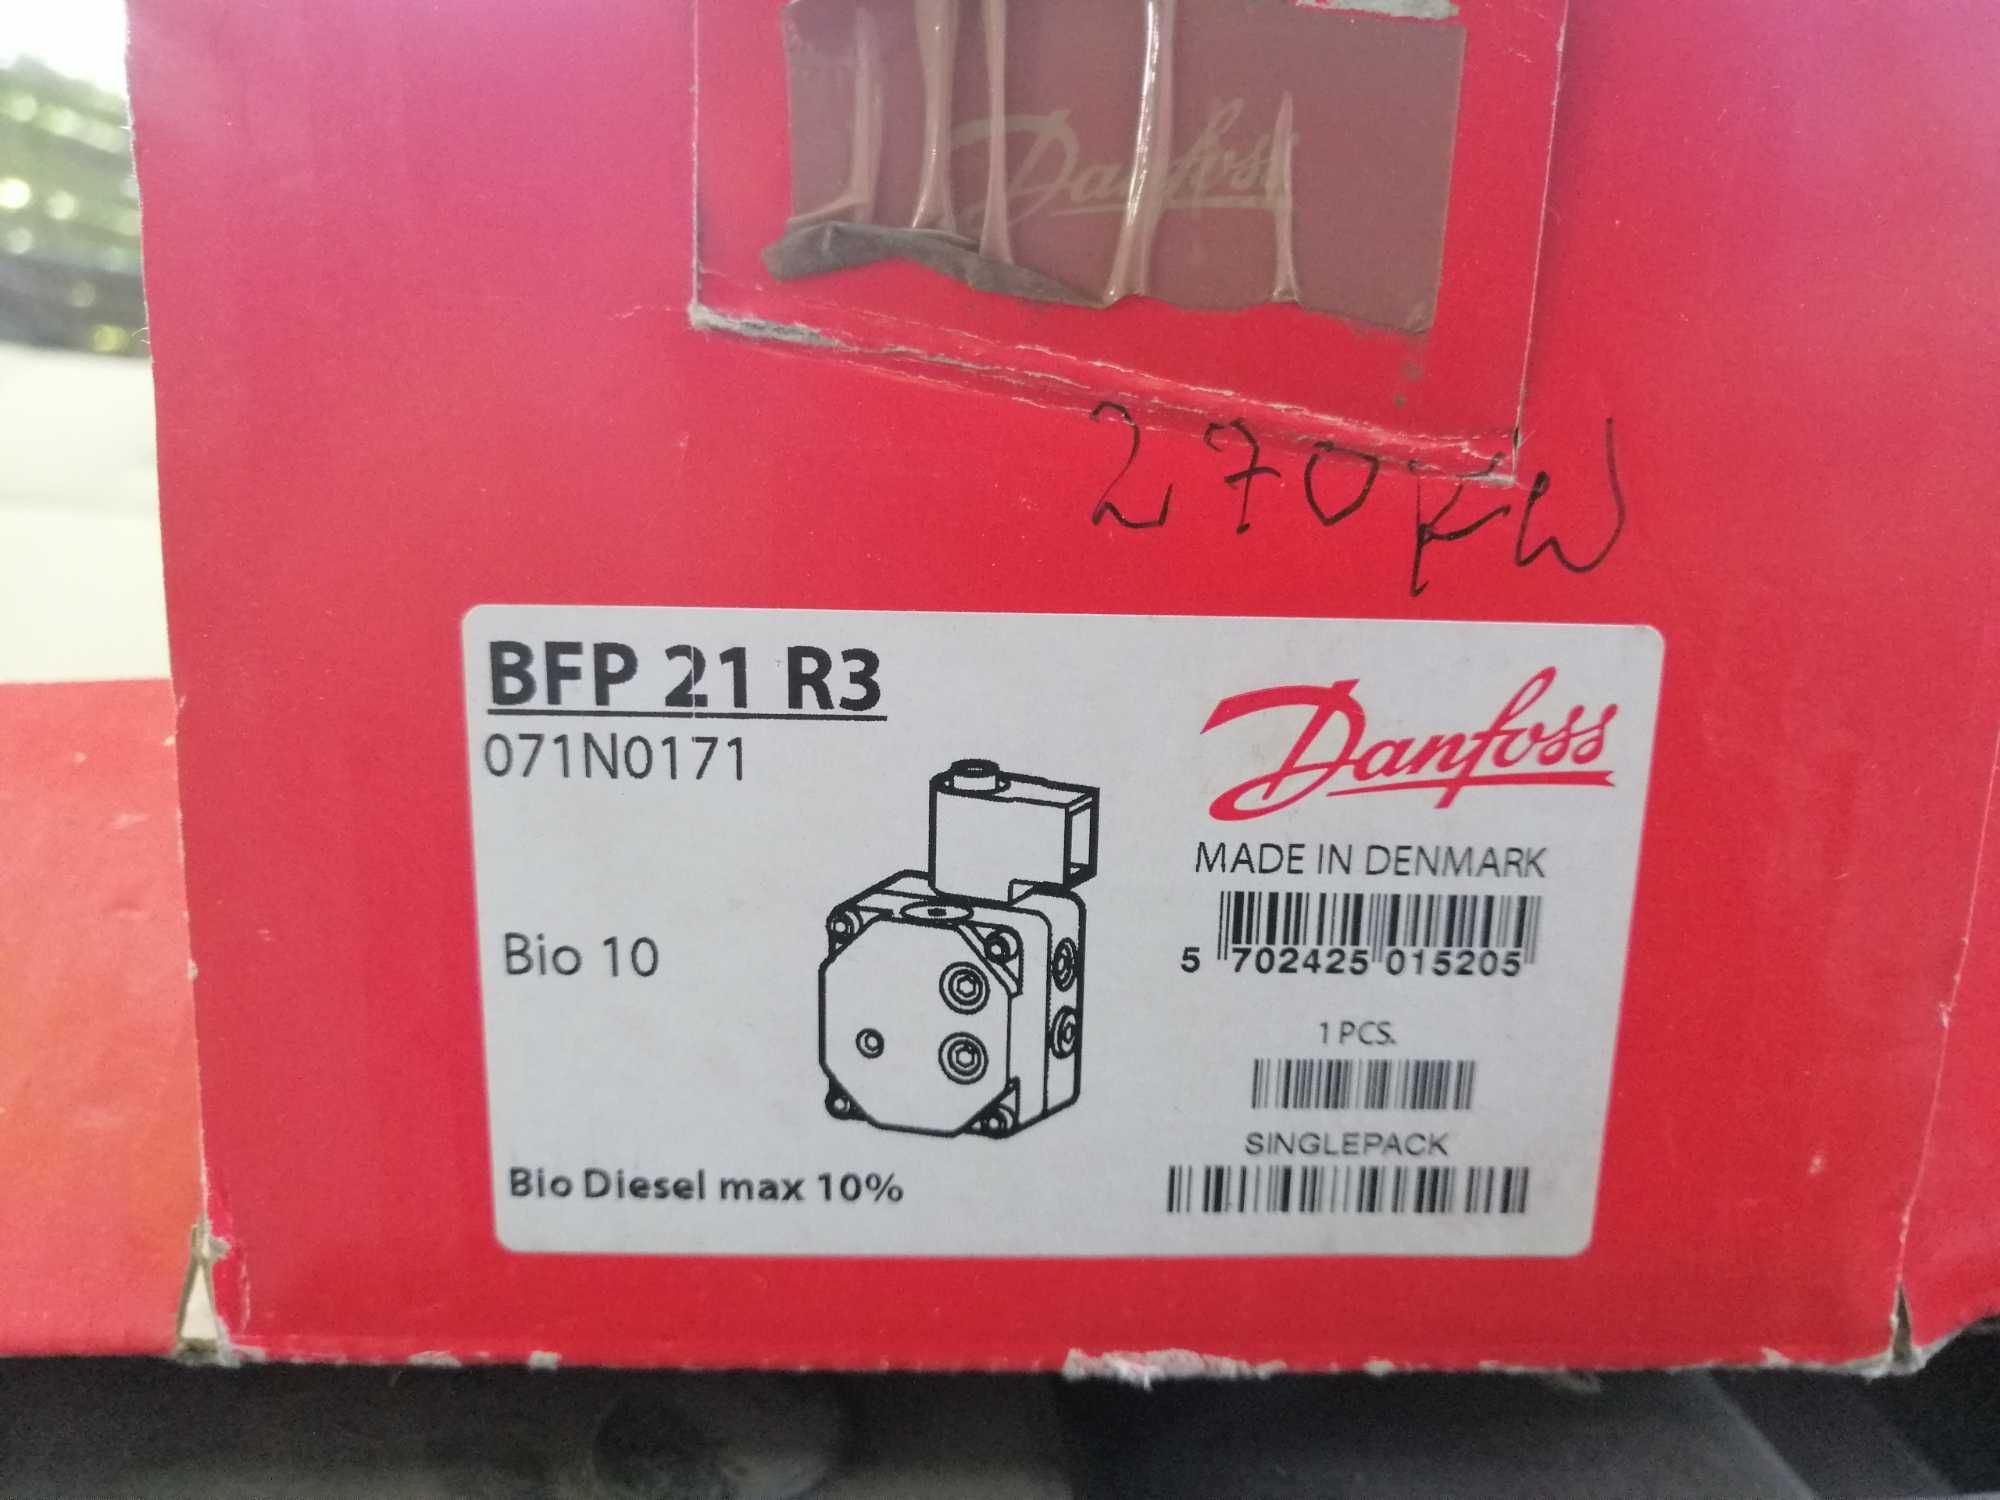 Danfoss
270 KW
BFP 21 R3
071N0171
Danfoss
MADE IN DENMARK
5 702425 015205
Bio 10
1 PCS.
SINGLEPACK
Bio Diesel max 10%